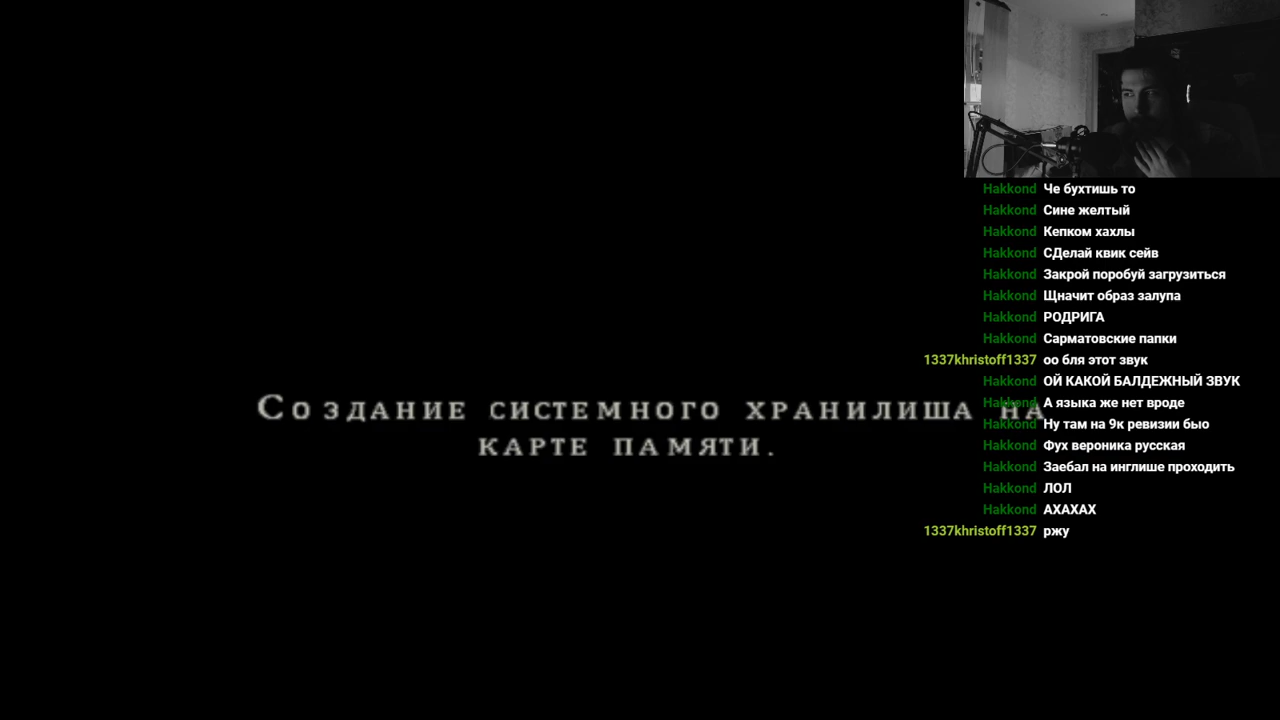 Hakkond Че бухтишь то
Hakkond Сине желтый
Hakkond Кепком хахлы
Hakkond СДелай квик сейв
Hakkond Закрой поробуй загрузиться
Hakkond Щначит образ залупа
Hakkond РОДРИГА
Hakkond Сарматовские папки
1337khristoff1337 оо бля этот звук
Hakkond ОЙ КАКОЙ БАЛДЕЖНЫЙ ЗВУК
Hakkond А языка же нет вроде
Hakkond Ну там на 9к ревизии быо
Hakkond Фух вероника русская
Hakkond Заебал на инглише проходить
Hakkond ЛОЛ
Hakkond АХАХАХ
1337khristoff1337 ржу
СОЗДАНИЕ СИСТЕМНОГО ХРАНИЛИША НА
КАРТЕ ПАМЯТИ.